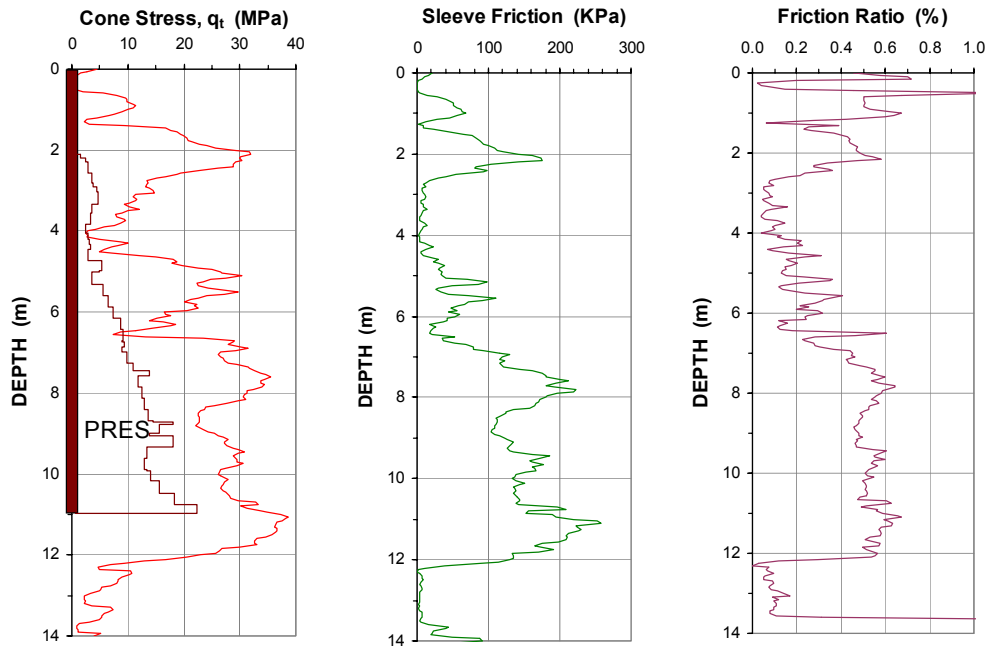 Cone Stress, qt (MPa)
0 10 20 30 40
DEPTH (m)
0
2
4
6
8
10
12
14
PRES
Sleeve Friction (KPa)
0 100 200 300
DEPTH (m)
0
2
4
6
8
10
12
14
Friction Ratio (%)
0.0 0.2 0.4 0.6 0.8 1.0
DEPTH (m)
0
2
4
6
8
10
12
14